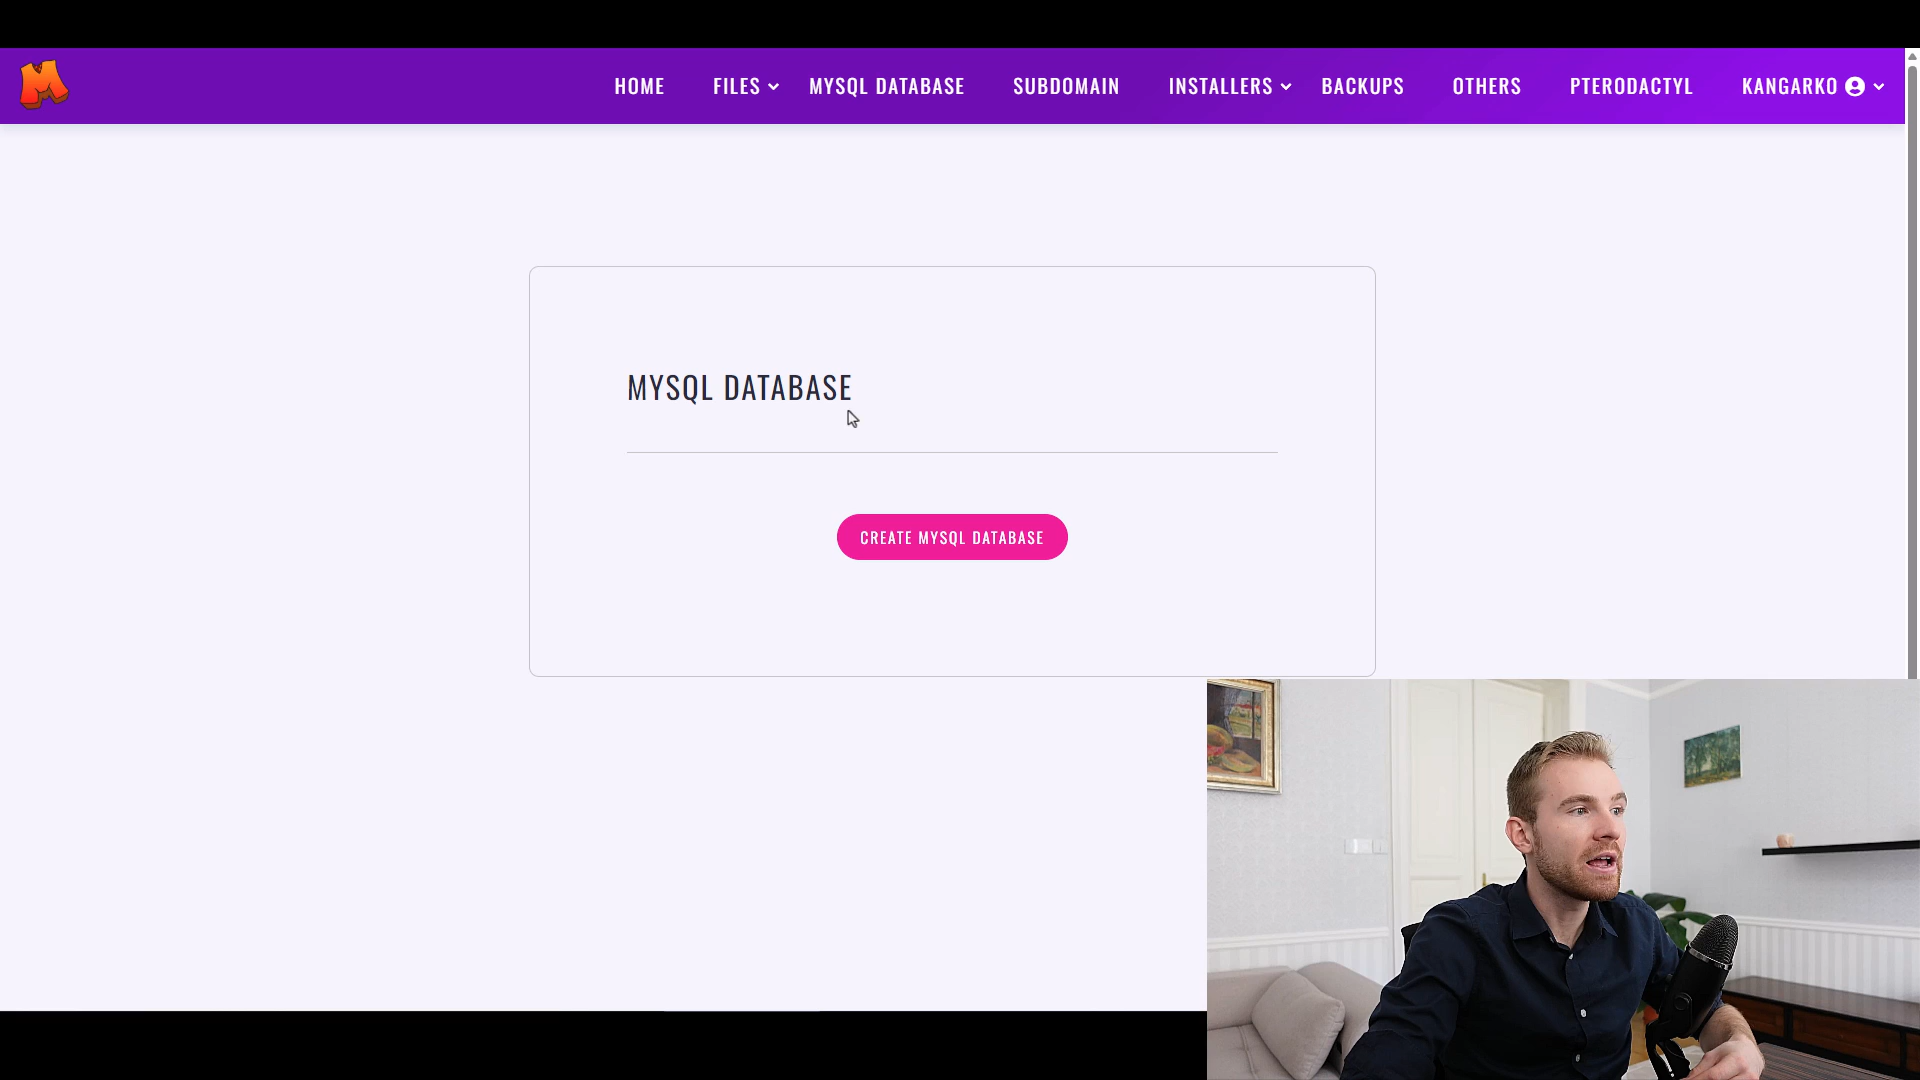 M
HOME FILES MYSQL DATABASE SUBDOMAIN INSTALLERS BACKUPS OTHERS PTERODACTYL KANGARKO
MYSQL DATABASE
CREATE MYSQL DATABASE